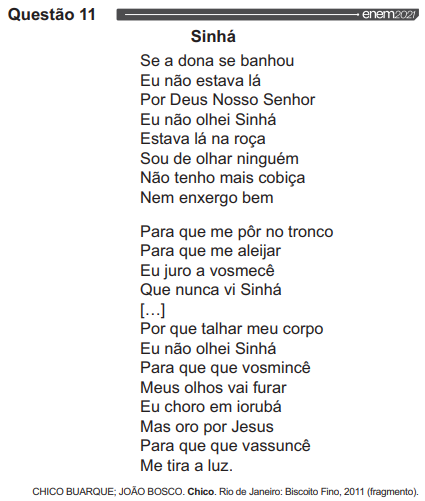 Questão 11
enem2021
Sinhá
Se a dona se banhou
Eu não estava lá
Por Deus Nosso Senhor
Eu não olhei Sinhá
Estava lá na roça
Sou de olhar ninguém
Não tenho mais cobiça
Nem enxergo bem
Para que me pôr no tronco
Para que me aleijar
Eu juro a vosmecê
Que nunca vi Sinhá
[…]
Por que talhar meu corpo
Eu não olhei Sinhá
Para que que vosmincê
Meus olhos vai furar
Eu choro em iorubá
Mas oro por Jesus
Para que que vassuncê
Me tira a luz.
CHICO BUARQUE; JOÃO BOSCO. Chico. Rio de Janeiro: Biscoito Fino, 2011 (fragmento).